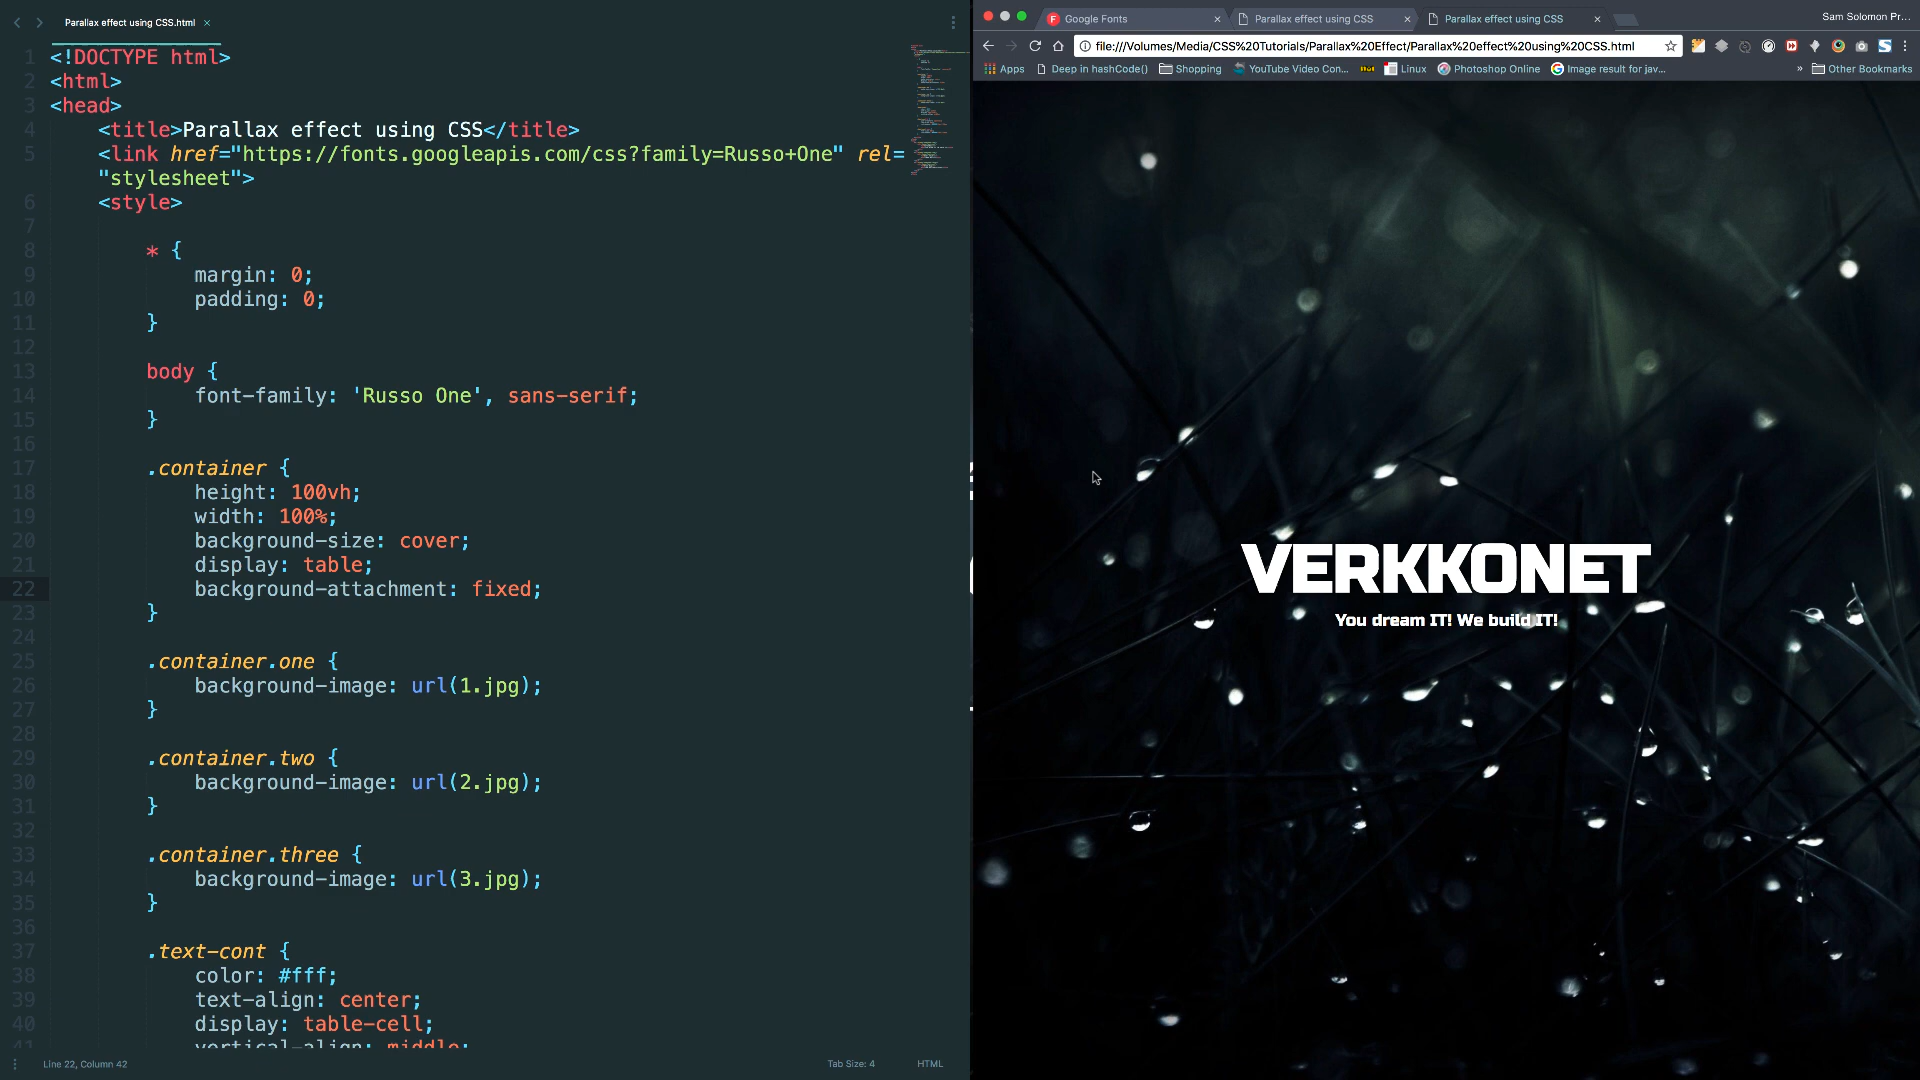 Parallax effect using CSS.html
1 <!DOCTYPE html>
2 <html>
3 <head>
4 <title>Parallax effect using CSS</title>
5 <link href="https://fonts.googleapis.com/css?family=Russo+One" rel=
"stylesheet">
6 <style>
7
8 * {
9 margin: 0;
10 padding: 0;
11 }
12
13 body {
14 font-family: 'Russo One', sans-serif;
15 }
16
17 .container {
18 height: 100vh;
19 width: 100%;
20 background-size: cover;
21 display: table;
22 background-attachment: fixed;
23 }
24
25 .container.one {
26 background-image: url(1.jpg);
27 }
28
29 .container.two {
30 background-image: url(2.jpg);
31 }
32
33 .container.three {
34 background-image: url(3.jpg);
35 }
36
37 .text-cont {
38 color: #fff;
39 text-align: center;
40 display: table-cell;
41 vertical-align: middle;
Line 22, Column 42
Tab Size: 4
HTML
Google Fonts
Parallax effect using CSS
Parallax effect using CSS
Sam Solomon Pr...
file:///Volumes/Media/CSS%20Tutorials/Parallax%20Effect/Parallax%20effect%20using%20CSS.html
Apps
Deep in hashCode()
Shopping
YouTube Video Con...
Linux
Photoshop Online
Image result for jav...
» Other Bookmarks
VERKKONET
You dream IT! We build IT!